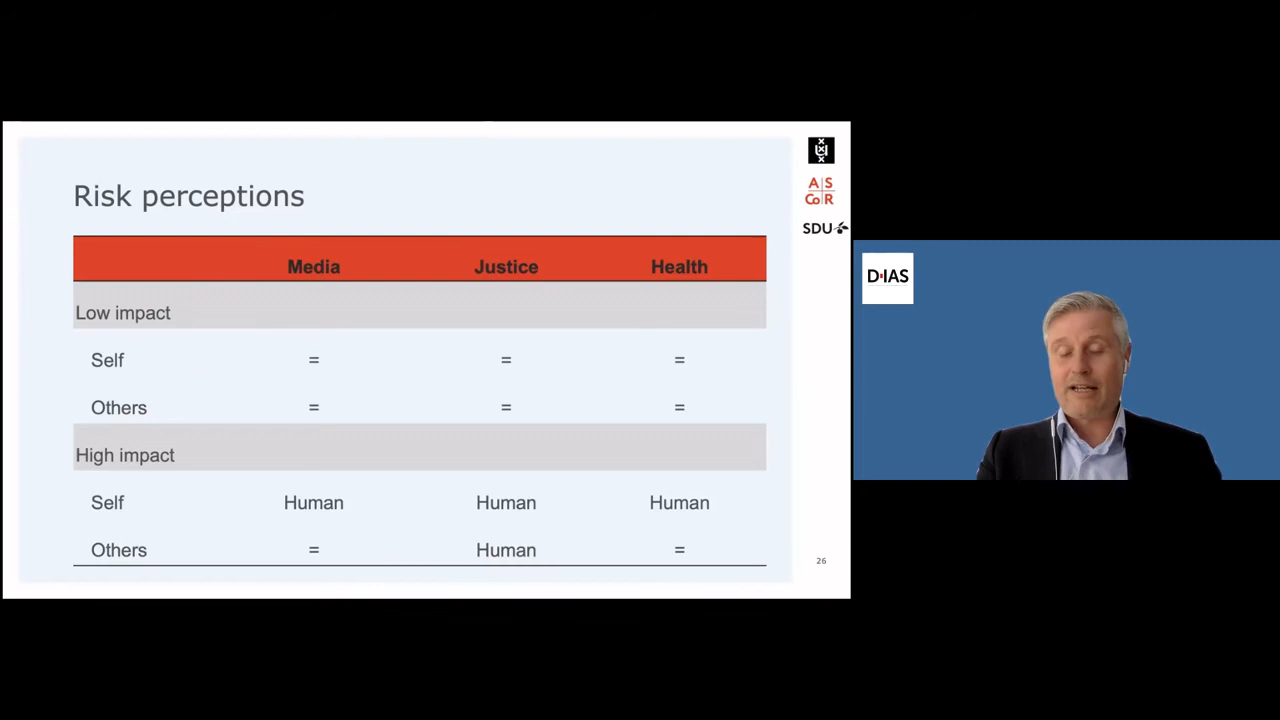 Risk perceptions
Media Justice Health
Low impact
Self = = =
Others = = =
High impact
Self Human Human Human
Others = Human =
26
A|S
Co|R
SDU
D·IAS